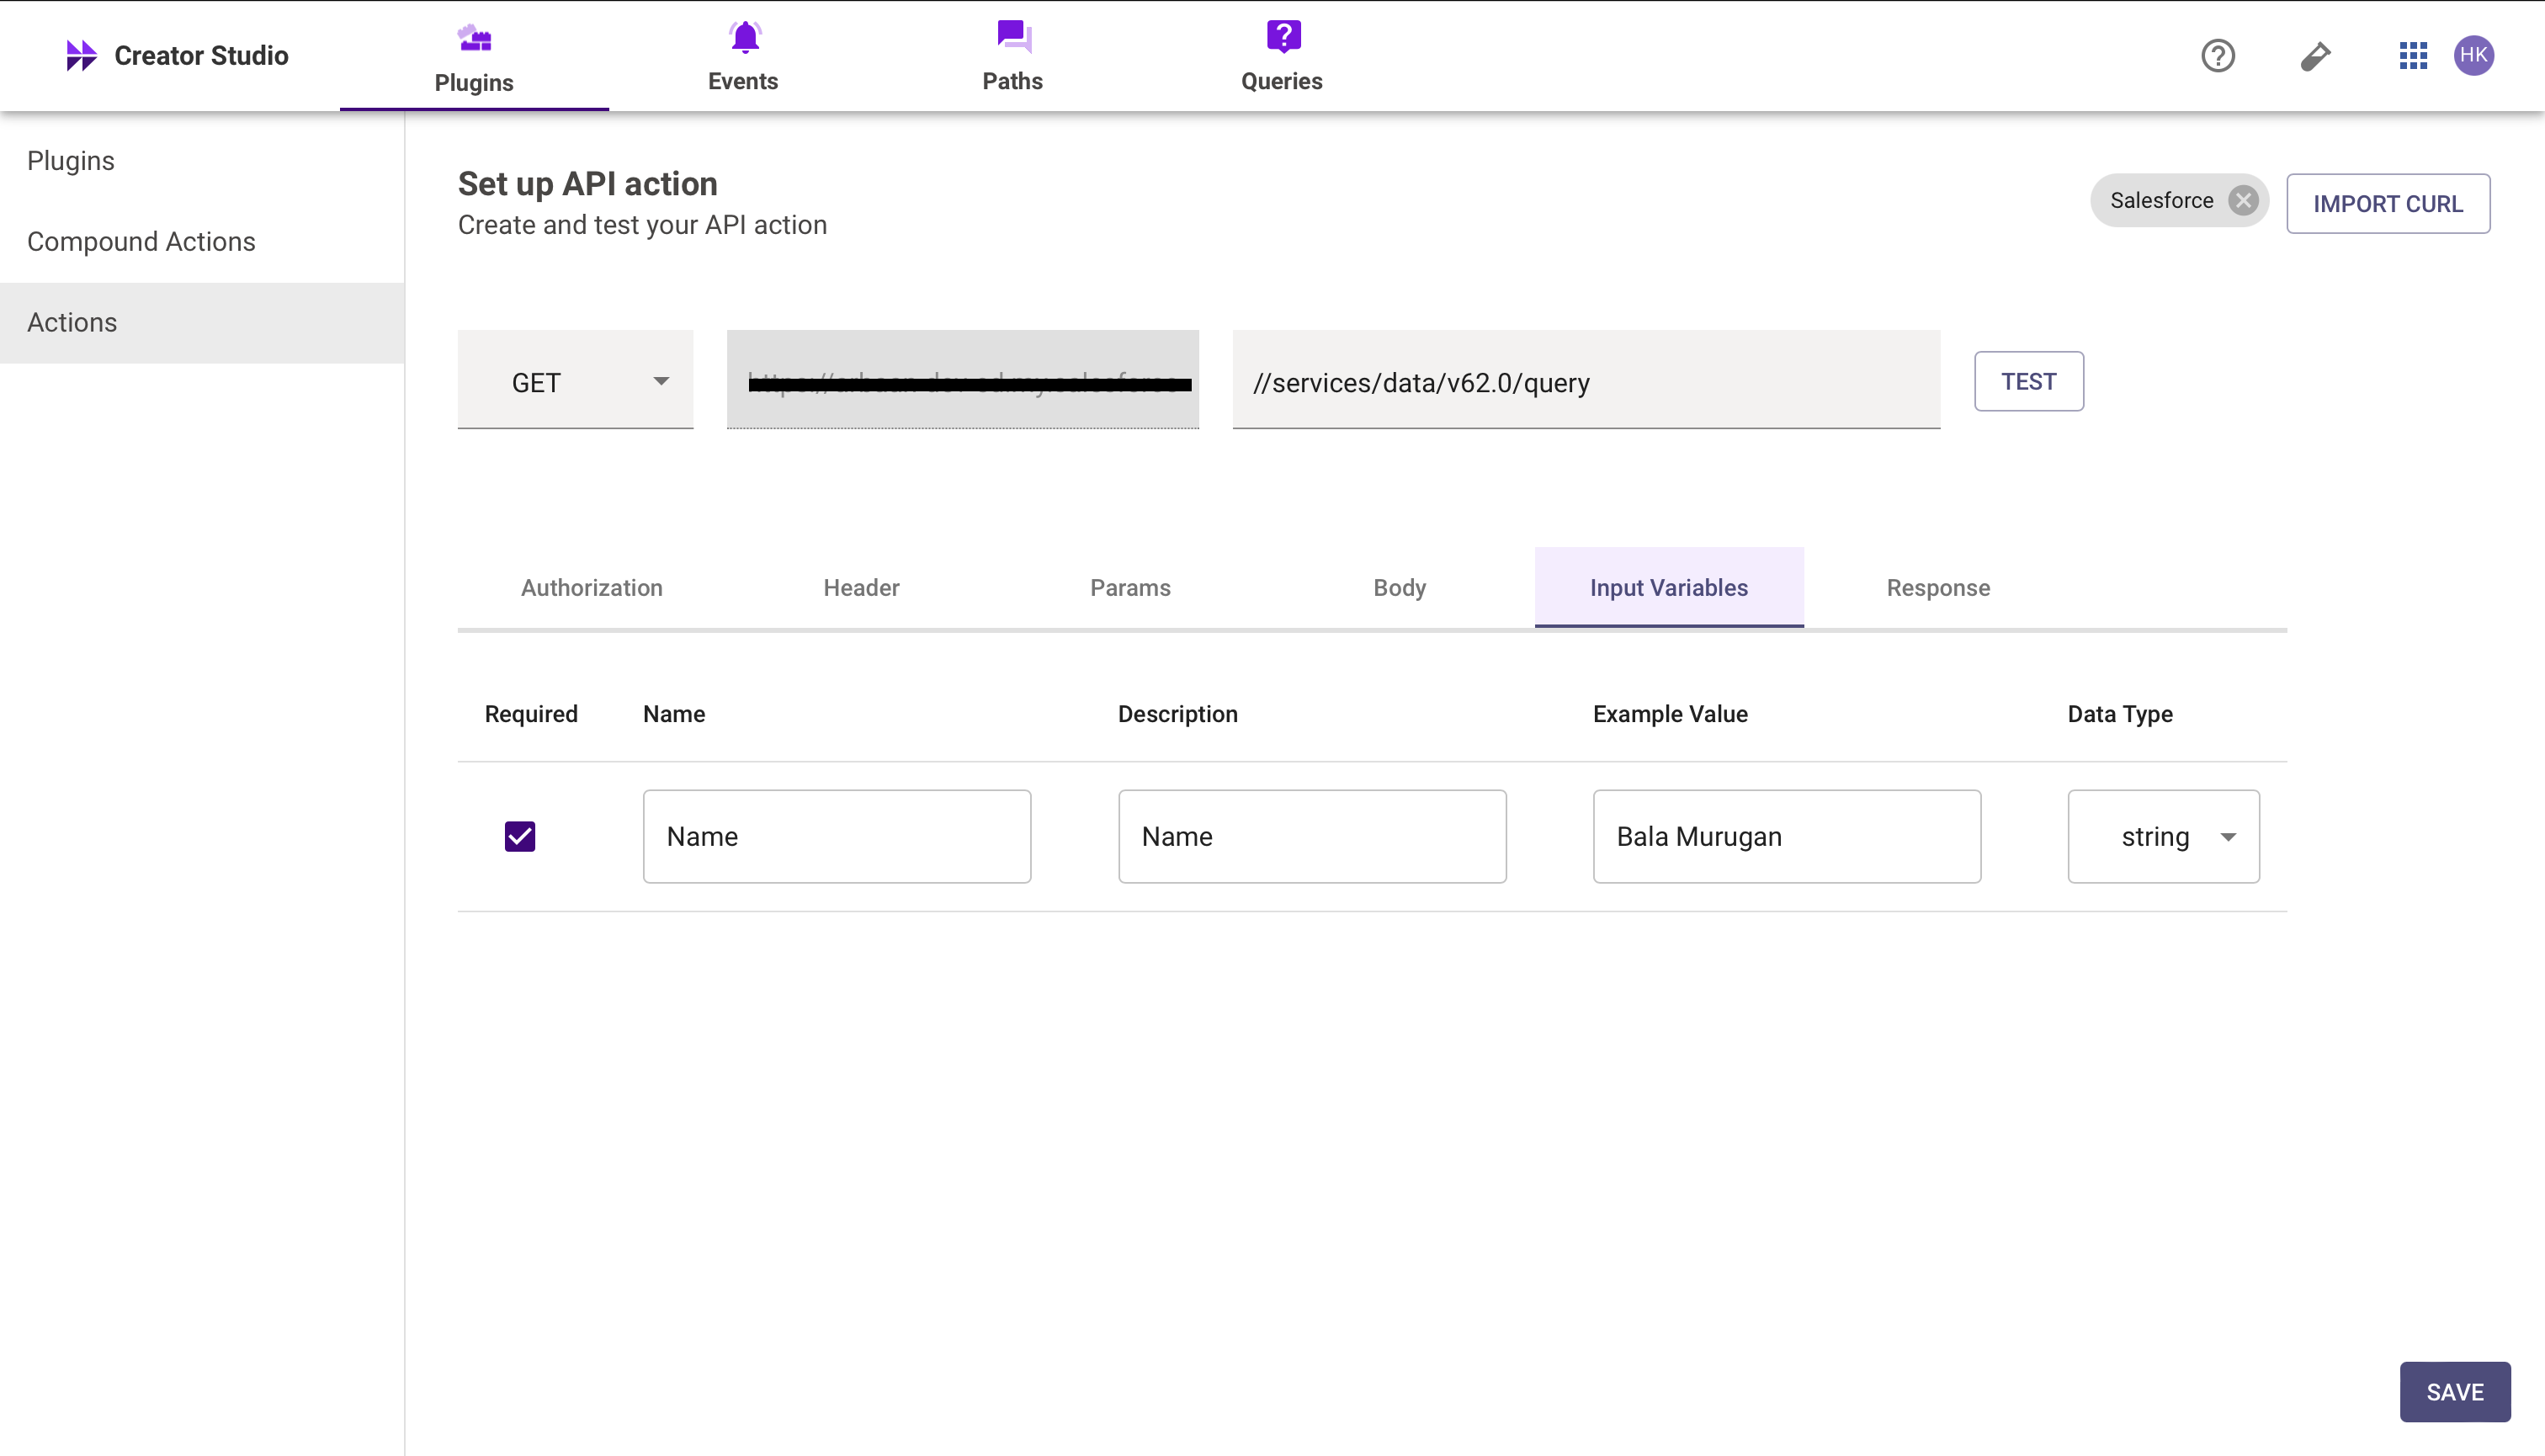 Creator Studio
Plugins
Events
Paths
Queries
HK
Plugins
Compound Actions
Actions
Set up API action
Create and test your API action
Salesforce
IMPORT CURL
GET
//services/data/v62.0/query
TEST
Authorization
Header
Params
Body
Input Variables
Response
Required
Name
Description
Example Value
Data Type
Name
Name
Bala Murugan
string
SAVE